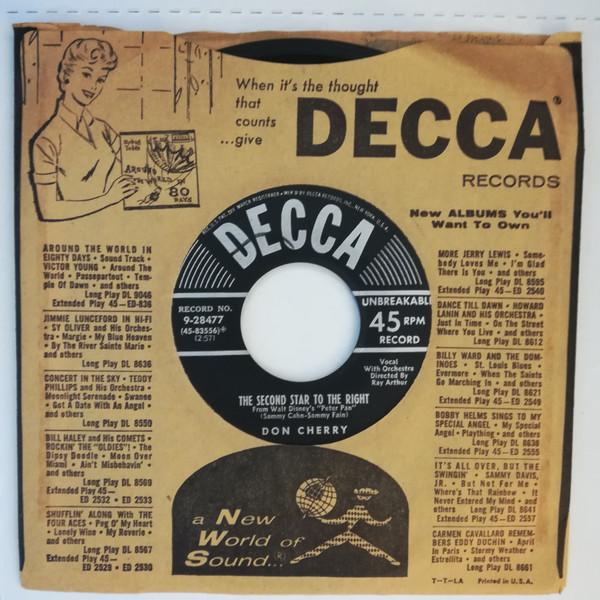 When it's the thought
that
counts
...give
DECCA®
RECORDS
New ALBUMS You'll
Want To Own
AROUND THE WORLD IN
80
DAYS
AROUND THE WORLD IN
EIGHTY DAYS • Sound Track •
VICTOR YOUNG • Around The
World • Passepartout • Tem-
ple Of Dawn • and others
Long Play DL 9046
Extended Play 45—ED-836
JIMMIE LUNCEFORD IN HI-FI
• SY OLIVER and His Orches-
tra • Margie • My Blue Heaven
• By The River Sainte Marie •
and others
Long Play DL 8636
CONCERT IN THE SKY • TEDDY
PHILLIPS and His Orchestra •
Moonlight Serenade • Swanee
• Got A Date With An Angel •
and others
Long Play DL 8550
BILL HALEY and His COMETS •
ROCKIN' THE "OLDIES"! • The
Dipsy Doodle • Moon Over
Miami • Ain't Misbehavin' •
and others
Long Play DL 8569
Extended Play 45—
ED 2532 • ED 2533
SHUFFLIN' ALONG With THE
FOUR ACES • Peg O' My Heart
• Lonely Wine • My Reverie •
and others
Long Play DL 8567
Extended Play 45—
ED 2529 • ED 2530
DECCA
RECORD NO.
9-28477
(45-83556)
(2:57)
UNBREAKABLE
45 RPM
RECORD
Vocal
With Orchestra
Directed By
Ray Arthur
THE SECOND STAR TO THE RIGHT
From Walt Disney's "Peter Pan"
(Sammy Cahn-Sammy Fain)
DON CHERRY
a New
World of
Sound...®
MORE JERRY LEWIS • Some-
body Loves Me • I'm Glad
There Is You • and others
Long Play DL 8595
Extended Play 45—ED 2540
DANCE TILL DAWN • HOWARD
LANIN AND HIS ORCHESTRA •
Just In Time • On The Street
Where You Live • and others
Long Play DL 8612
BILLY WARD AND THE DOM-
INOES • St. Louis Blues •
Evermore • When The Saints
Go Marching In • and others
Long Play DL 8621
Extended Play 45—ED 2549
BOBBY HELMS SINGS TO MY
SPECIAL ANGEL • My Special
Angel • Plaything • and others
Long Play DL 8638
Extended Play 45—ED 2555
IT'S ALL OVER, BUT THE
SWINGIN' • SAMMY DAVIS,
JR. • But Not For Me •
Where's That Rainbow • It
Never Entered My Mind •
and others Long Play DL 8641
Extended Play 45—ED 2557
CARMEN CAVALLARO REMEM-
BERS EDDY DUCHIN • April
In Paris • Stormy Weather •
Estrellita • and others
Long Play DL 8661
T-T-LA Printed in U.S.A.